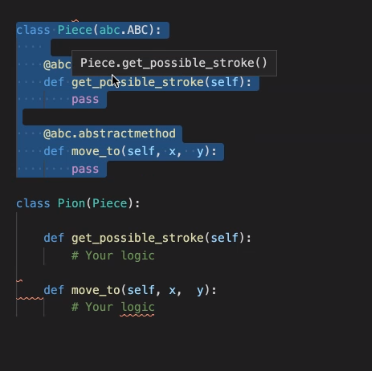 class Piece(abc.ABC):
@abc
Piece.get_possible_stroke()
def get_possible_stroke(self):
pass
@abc.abstractmethod
def move_to(self, x, y):
pass
class Pion(Piece):
def get_possible_stroke(self):
# Your logic
def move_to(self, x, y):
# Your logic